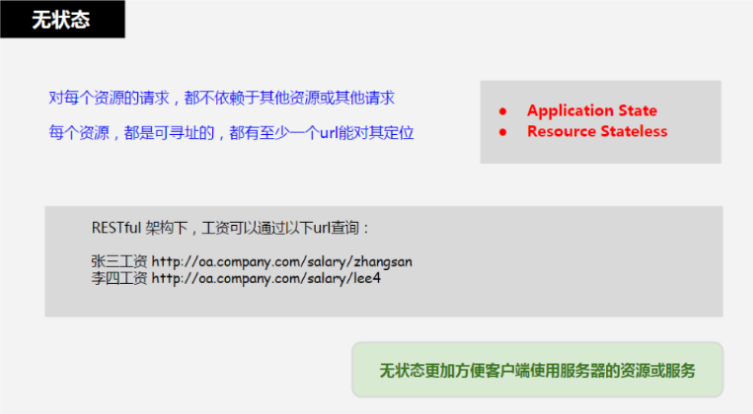 无状态
对每个资源的请求，都不依赖于其他资源或其他请求
每个资源，都是可寻址的，都有至少一个url能对其定位
● Application State
● Resource Stateless
RESTful 架构下，工资可以通过以下url查询：
张三工资 http://oa.company.com/salary/zhangsan
李四工资 http://oa.company.com/salary/lee4
无状态更加方便客户端使用服务器的资源或服务